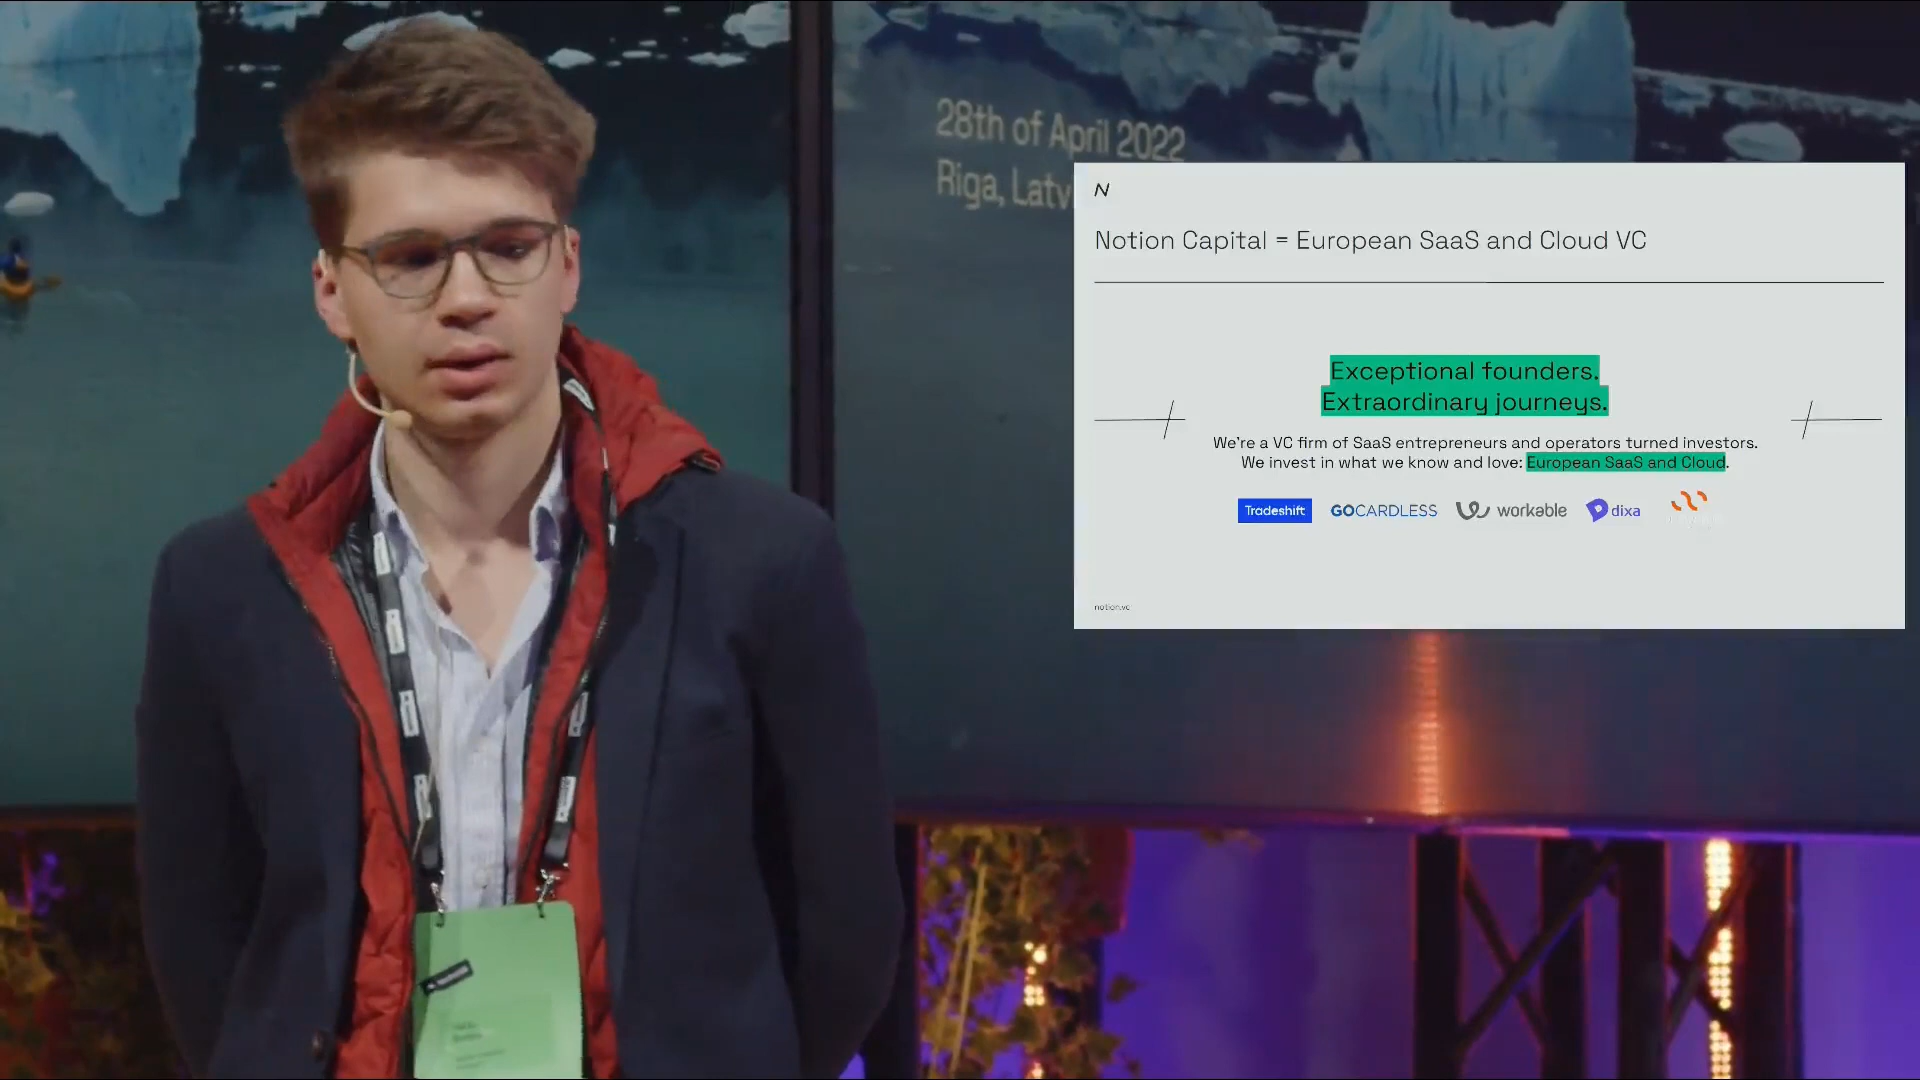 28th of April 2022
Riga, Latv
N
Notion Capital = European SaaS and Cloud VC
Exceptional founders.
Extraordinary journeys.
We're a VC firm of SaaS entrepreneurs and operators turned investors.
We invest in what we know and love: European SaaS and Cloud.
Tradeshift GOCARDLESS workable dixa
notion.vc